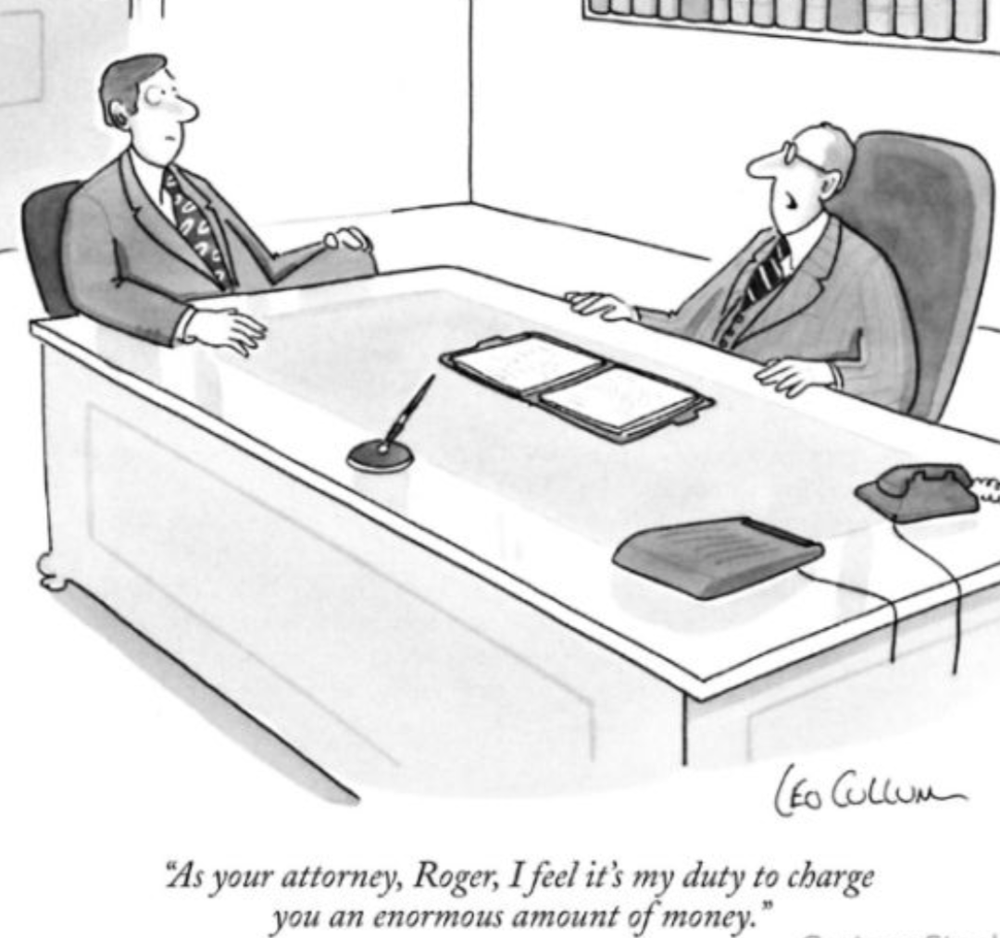 LEO CULLUM
“As your attorney, Roger, I feel it’s my duty to charge
you an enormous amount of money.”